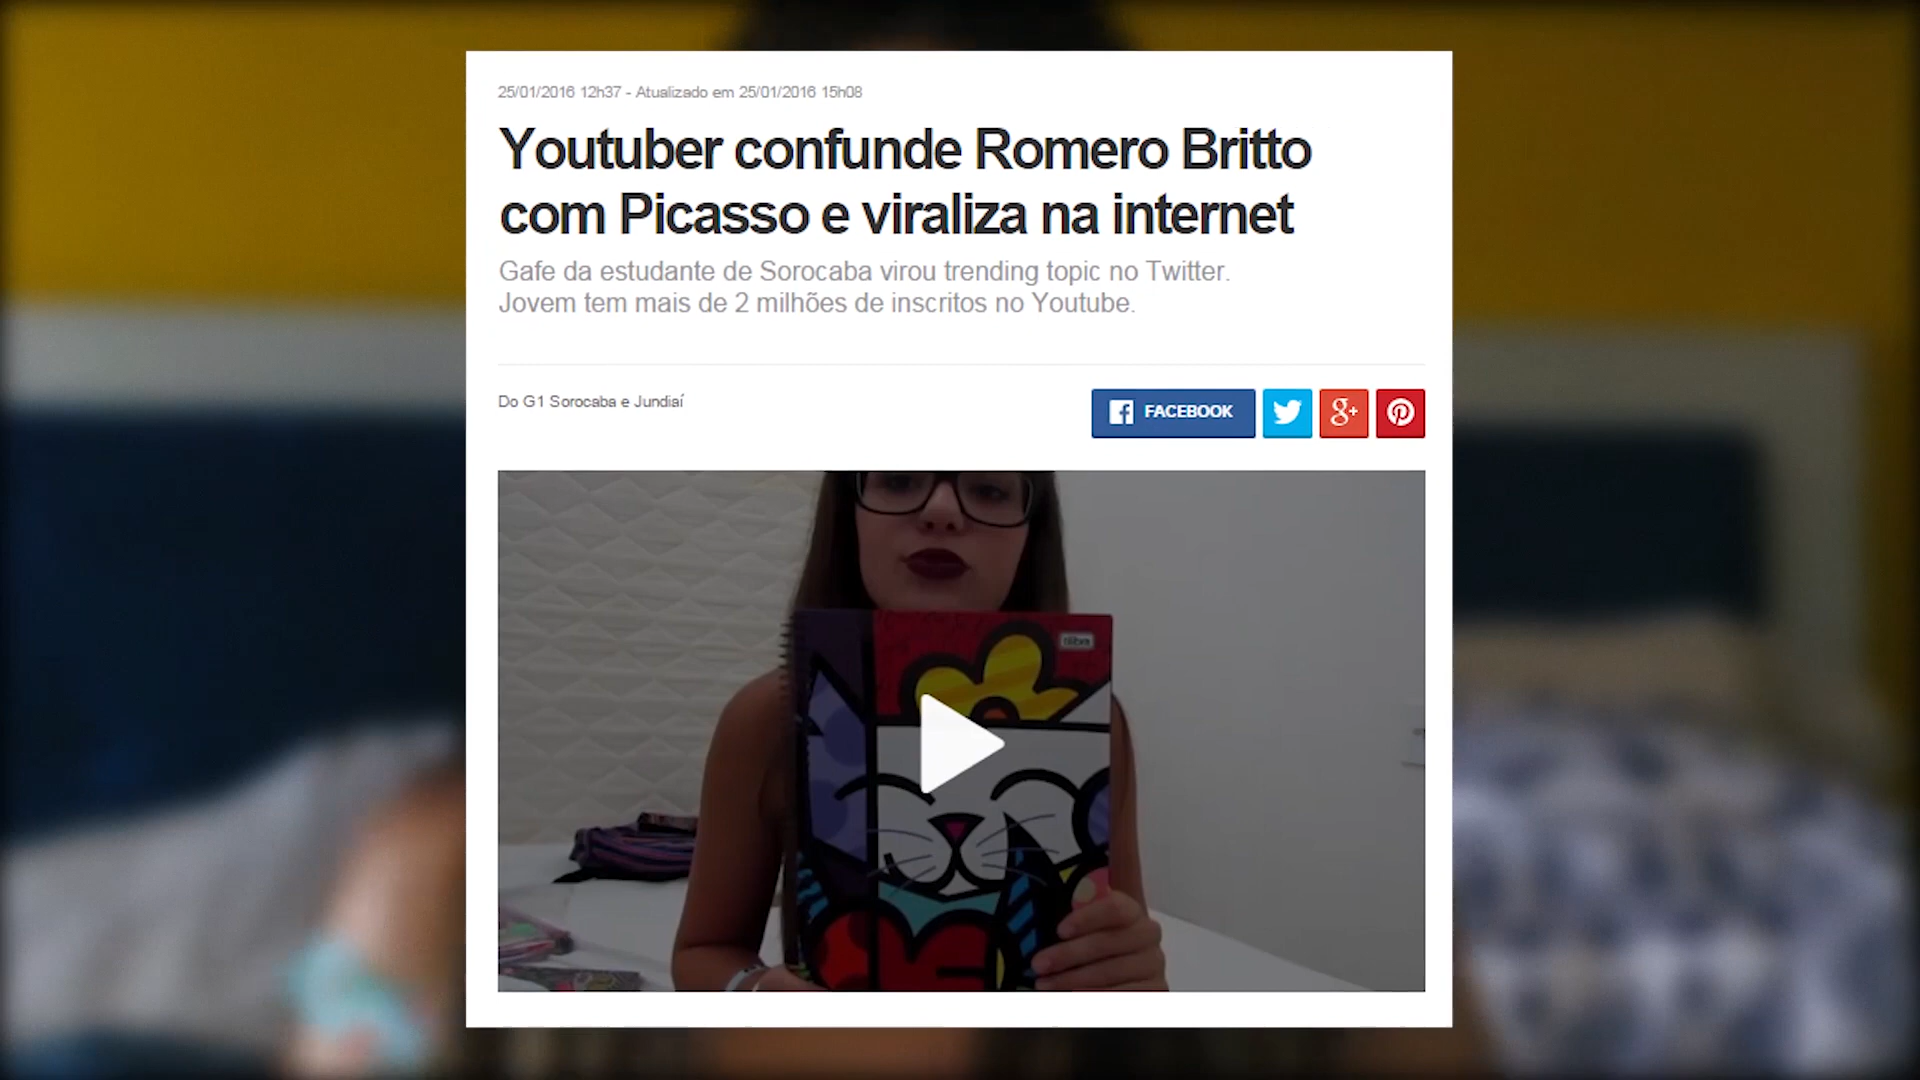 25/01/2016 12h37 - Atualizado em 25/01/2016 15h08
Youtuber confunde Romero Britto
com Picasso e viraliza na internet
Gafe da estudante de Sorocaba virou trending topic no Twitter.
Jovem tem mais de 2 milhões de inscritos no Youtube.
Do G1 Sorocaba e Jundiaí
FACEBOOK
g+
tilibra